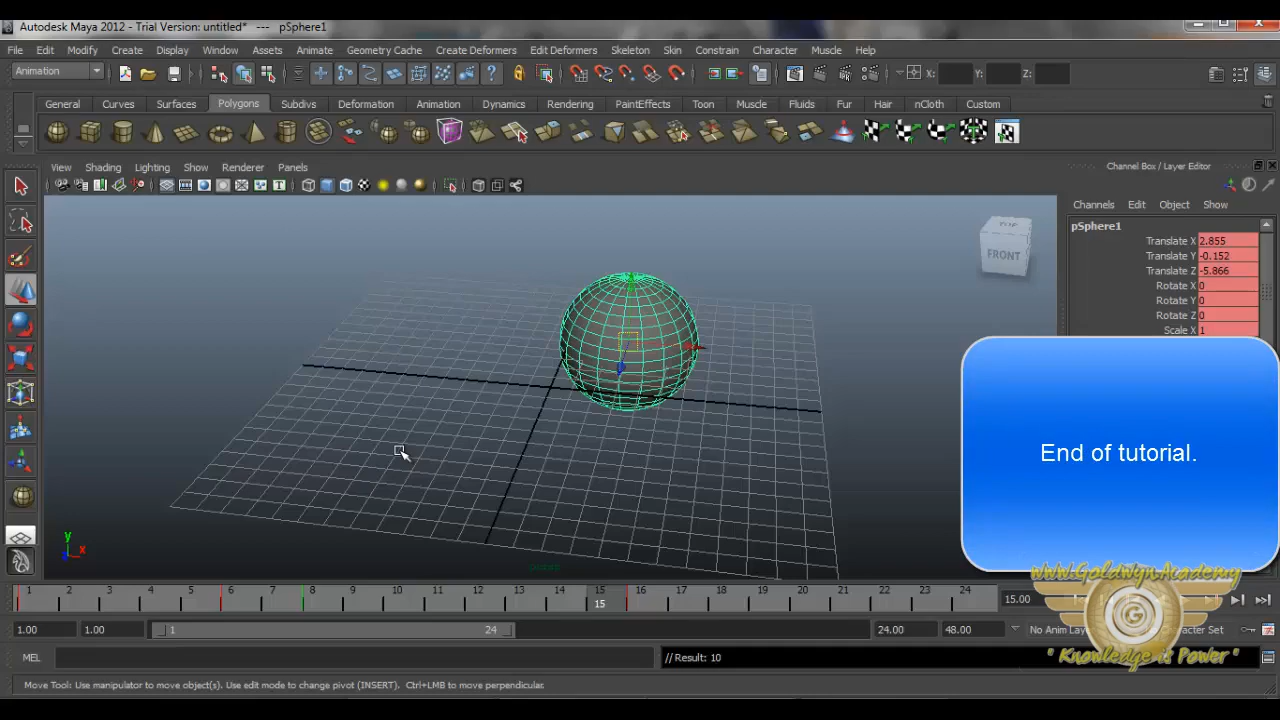 Autodesk Maya 2012 - Trial Version: untitled* --- pSphere1
File Edit Modify Create Display Window Assets Animate Geometry Cache Create Deformers Edit Deformers Skeleton Skin Constrain Character Muscle Help
Animation X: Y: Z:
General Curves Surfaces Polygons Subdivs Deformation Animation Dynamics Rendering PaintEffects Toon Muscle Fluids Fur Hair nCloth Custom
View Shading Lighting Show Renderer Panels
Channel Box / Layer Editor
Channels Edit Object Show
pSphere1
Translate X 2.855
Translate Y -0.152
Translate Z -5.866
Rotate X 0
Rotate Y 0
Rotate Z 0
Scale X 1
TOP
FRONT
End of tutorial.
y
x
persp
www.Goldwyn.Academy
G
1 2 3 4 5 6 7 8 9 10 11 12 13 14 15 16 17 18 19 20 21 22 23 24
15
15.00
1.00 1.00 1 24 24.00 48.00 No Anim Laye Character Set
MEL // Result: 10
" Knowledge is Power "
Move Tool: Use manipulator to move object(s). Use edit mode to change pivot (INSERT). Ctrl+LMB to move perpendicular.